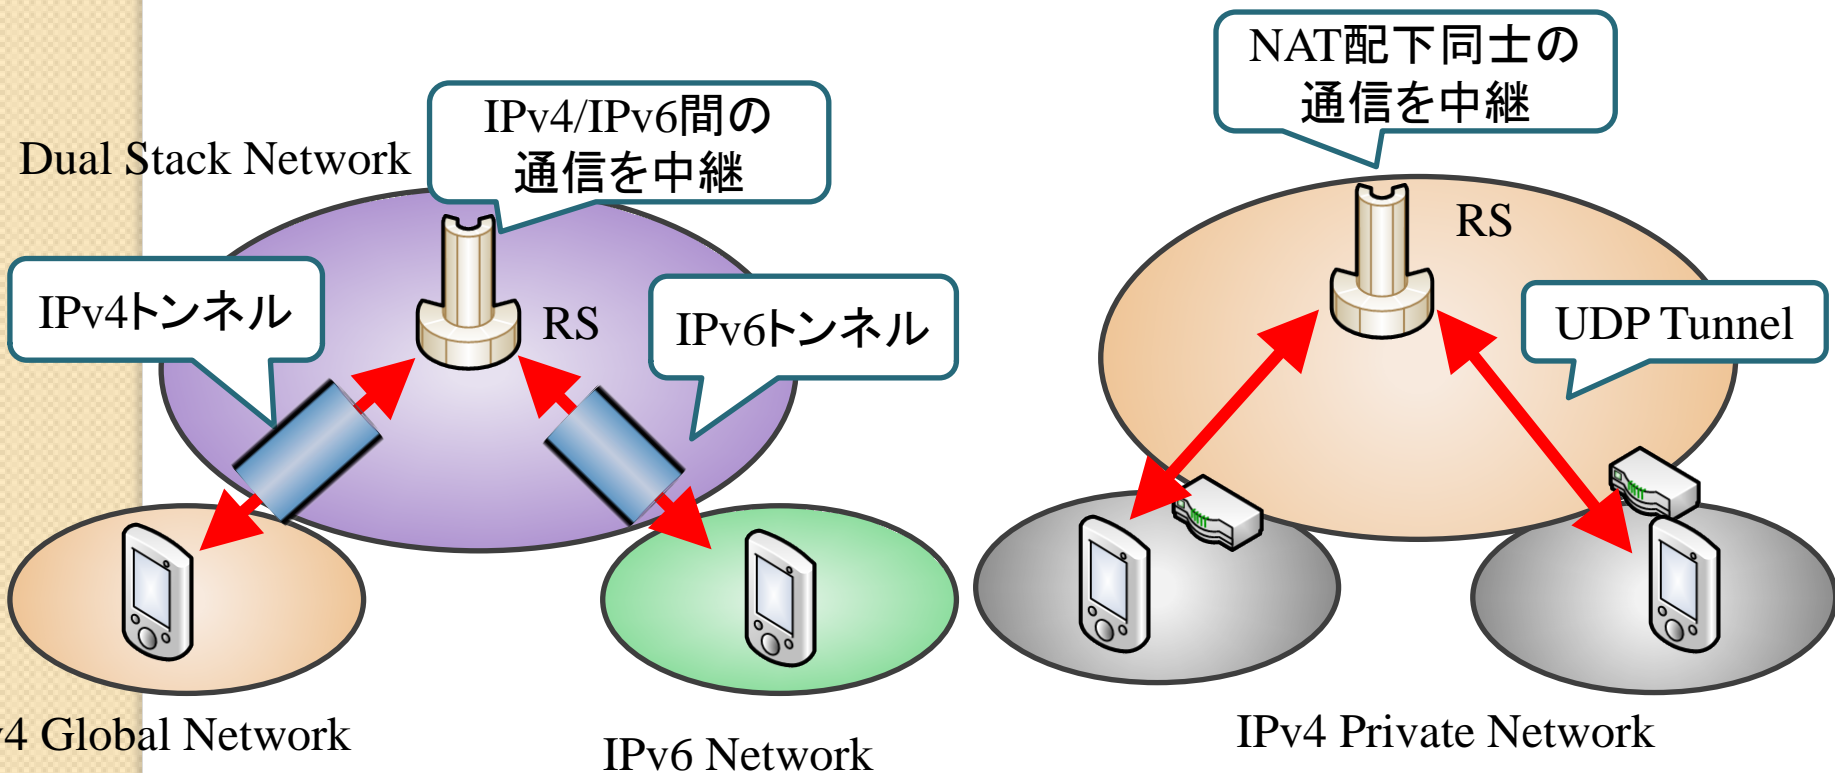 NAT配下同士の
通信を中継
IPv4/IPv6間の
通信を中継
Dual Stack Network
RS
IPv4トンネル
RS
IPv6トンネル
UDP Tunnel
v4 Global Network
IPv6 Network
IPv4 Private Network